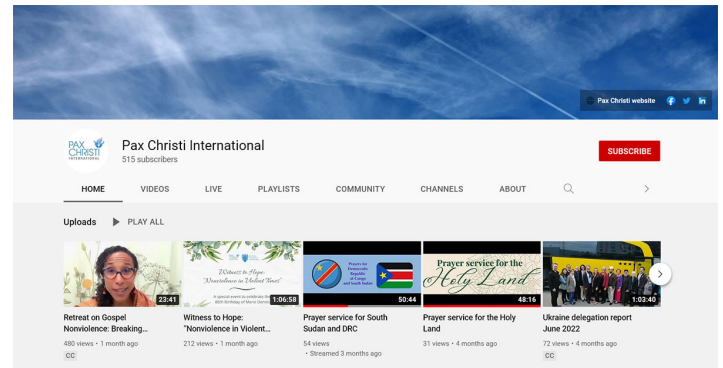 Pax Christi website
PAX
CHRISTI
INTERNATIONAL
Pax Christi International
515 subscribers
SUBSCRIBE
HOME VIDEOS LIVE PLAYLISTS COMMUNITY CHANNELS ABOUT
Uploads PLAY ALL
23:41
Witness to Hope:
"Nonviolence in Violent Times"
A special event to celebrate the
1:06:58
Prayers for
Democratic
Republic
of Congo
and South Sudan
50:44
Prayer service for the
Holy Land
48:16
1:03:40
Retreat on Gospel
Nonviolence: Breaking...
480 views • 1 month ago
CC
Witness to Hope:
"Nonviolence in Violent...
212 views • 1 month ago
Prayer service for South
Sudan and DRC
54 views
• Streamed 3 months ago
Prayer service for the Holy
Land
31 views • 4 months ago
Ukraine delegation report
June 2022
72 views • 4 months ago
CC